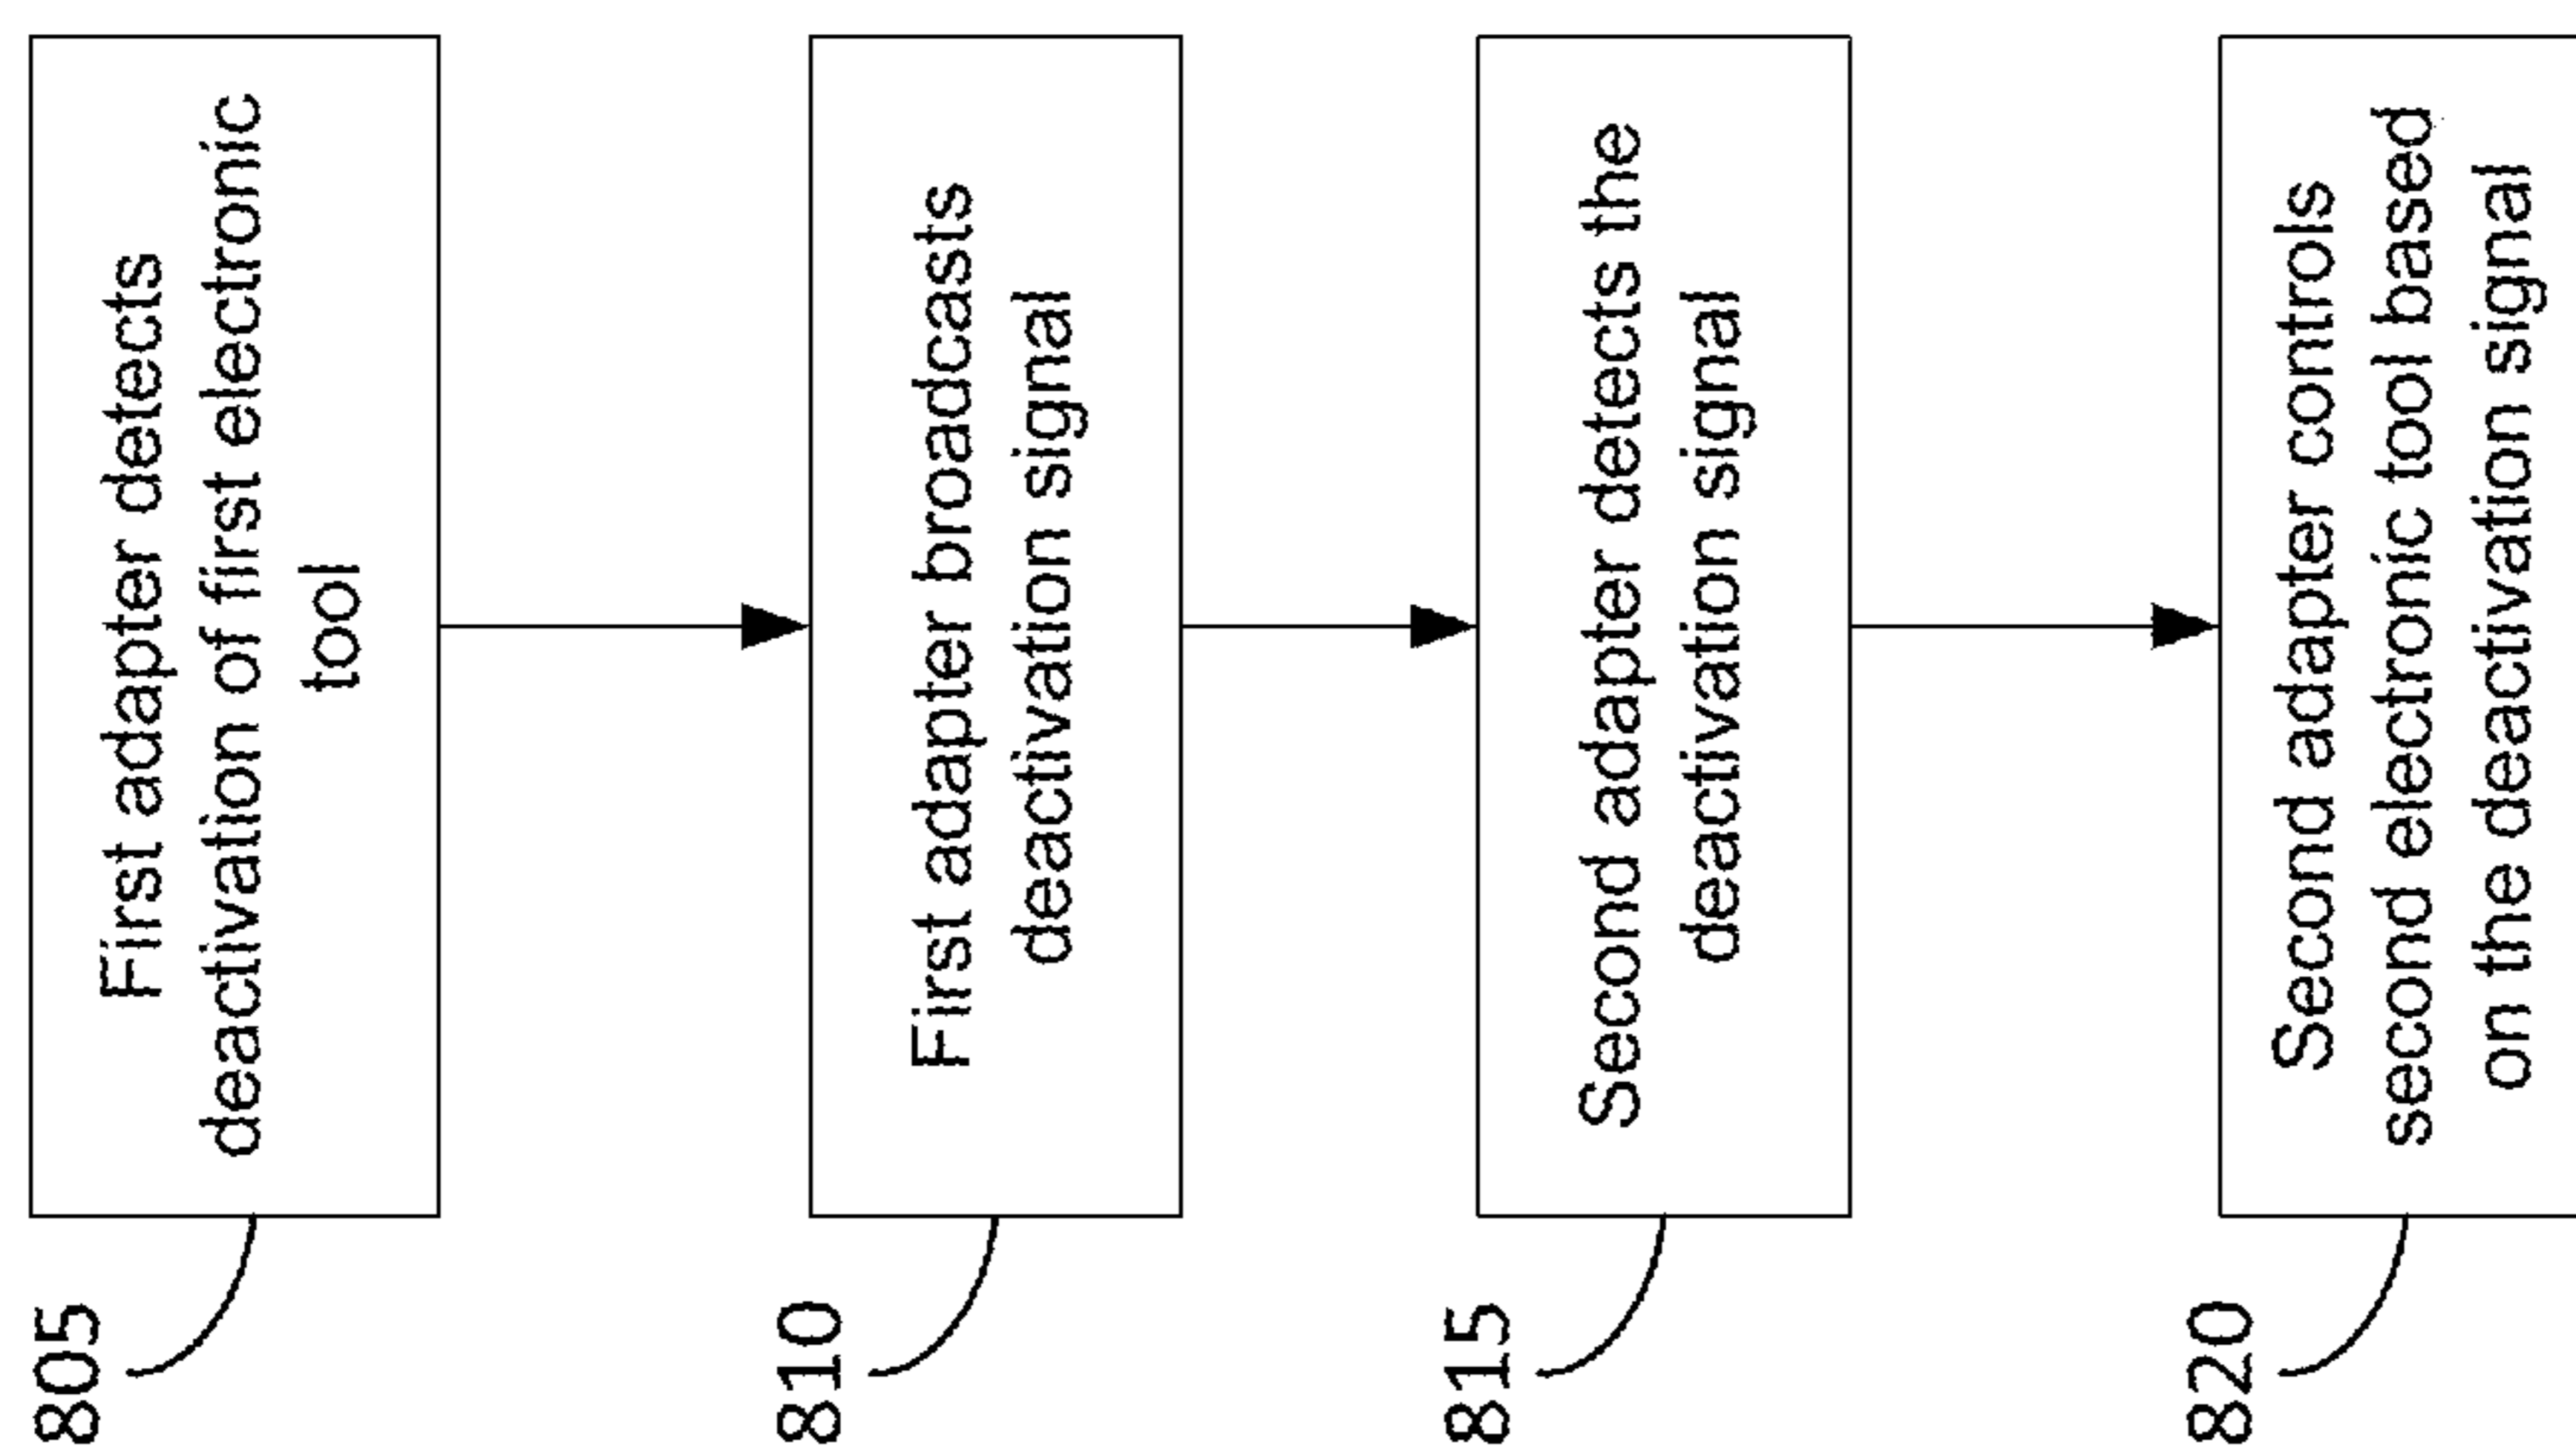 805
First adapter detects
deactivation of first electronic
tool
810
First adapter broadcasts
deactivation signal
815
Second adapter detects the
deactivation signal
820
Second adapter controls
second electronic tool based
on the deactivation signal